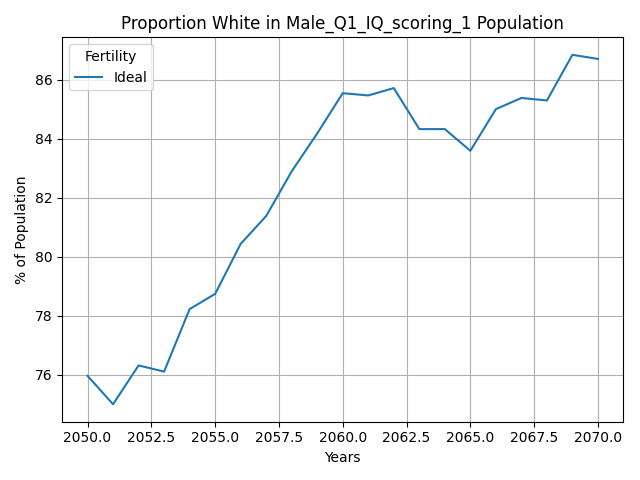 Proportion White in Male_Q1_IQ_scoring_1 Population
Fertility
Ideal
% of Population
86
84
82
80
78
76
2050.0 2052.5 2055.0 2057.5 2060.0 2062.5 2065.0 2067.5 2070.0
Years